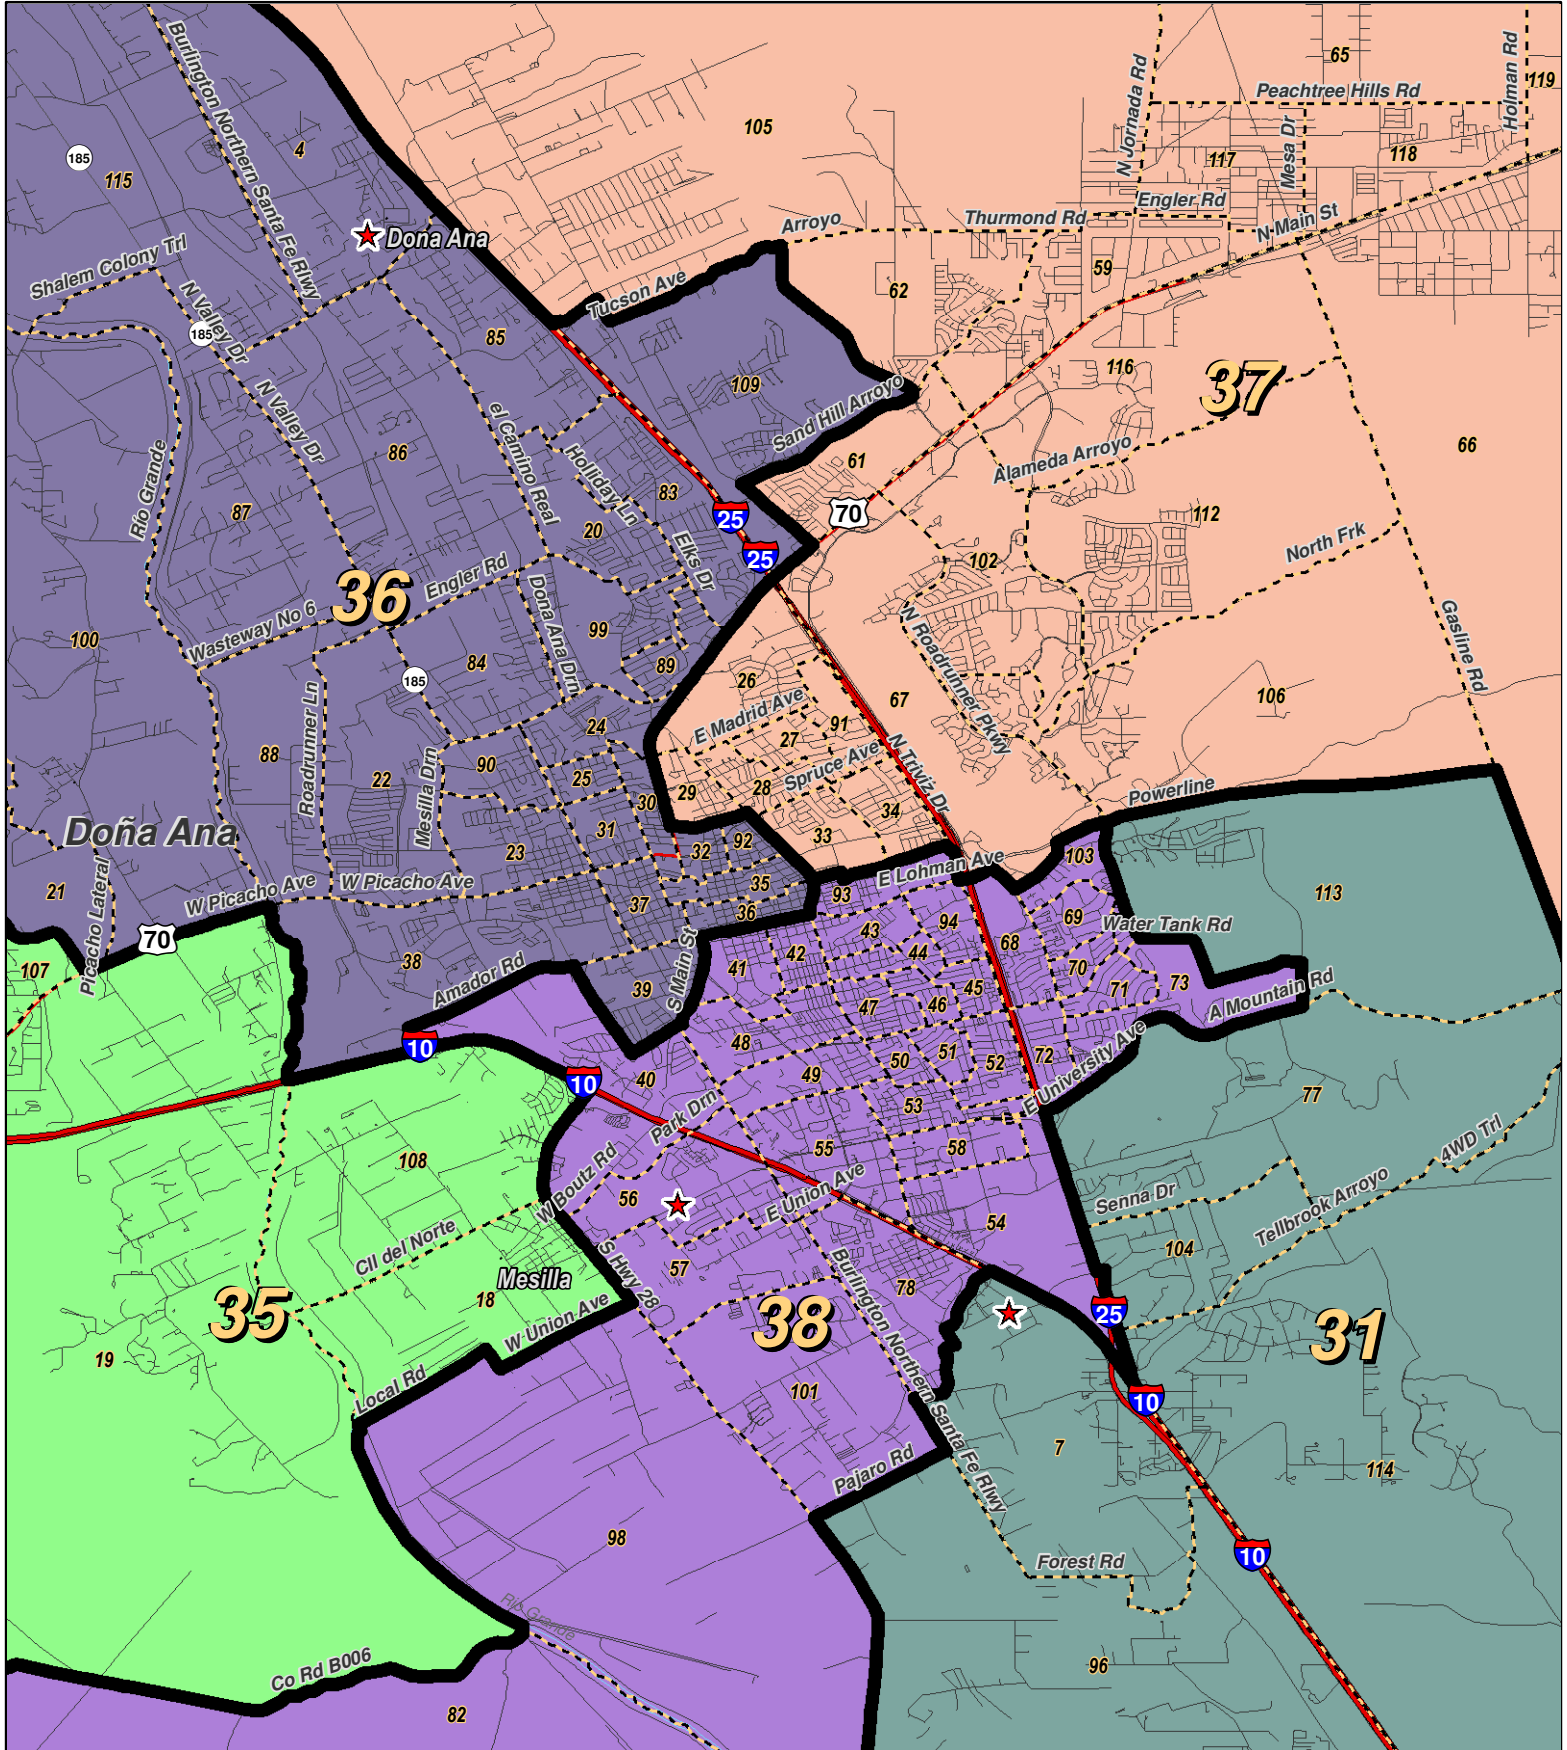 Burlington Northern Santa Fe Rlwy
N Jornada Rd
65
Holman Rd
119
Peachtree Hills Rd
105
4
185
115
Mesa Dr
117
118
Engler Rd
Thurmond Rd
Arroyo
N Main St
Doña Ana
Shalem Colony Trl
59
62
Tucson Ave
N Valley Dr
185
85
116
37
109
N Valley Dr
Sand Hill Arroyo
el Camino Real
66
86
Alameda Arroyo
61
Holliday Ln
Rio Grande
83
87
25
70
112
20
North Frk
25
Elks Dr
102
36
Engler Rd
Wasteway No 6
Dona Ana Drn
100
99
N Roadrunner Pkwy
Gasline Rd
84
89
185
26
67
106
Roadrunner Ln
E Madrid Ave
91
24
27
88
90
22
25
Spruce Ave
N Triviz Dr
28
29
30
Mesilla Drn
Powerline
34
Doña Ana
31
33
92
32
23
103
E Lohman Ave
W Picacho Ave
W Picacho Ave
35
21
93
113
Picacho Lateral
37
36
69
Water Tank Rd
94
43
70
68
42
44
107
38
41
70
S Main St
Amador Rd
39
45
73
71
A Mountain Rd
46
47
10
48
51
72
50
52
E University Ave
49
40
10
77
53
Park Drn
4WD Trl
55
58
108
W Boutz Rd
56
E Union Ave
Senna Dr
Tellbrook Arroyo
54
Cll del Norte
104
S Hwy 28
57
Mesilla
78
18
35
38
25
31
W Union Ave
Burlington Northern Santa Fe Rlwy
19
Local Rd
101
10
7
114
Pajaro Rd
98
10
Forest Rd
Rio Grande
Co Rd B006
96
82